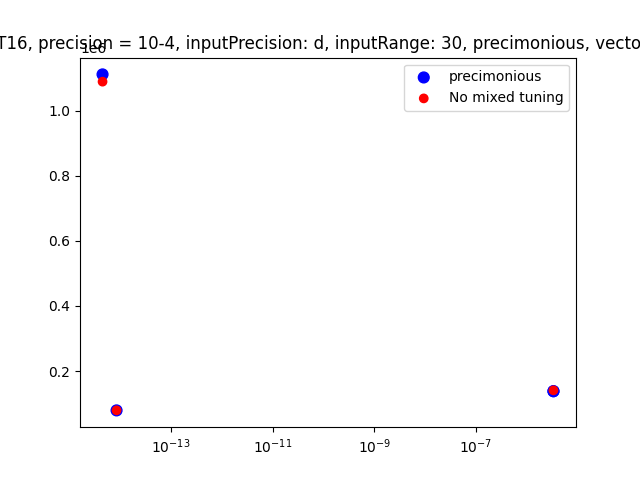 T16, precision = 10-4, inputPrecision: d, inputRange: 30, precimonious, vecto
1e6
precimonious
No mixed tuning
1.0
0.8
0.6
0.4
0.2
10⁻¹³ 10⁻¹¹ 10⁻⁹ 10⁻⁷